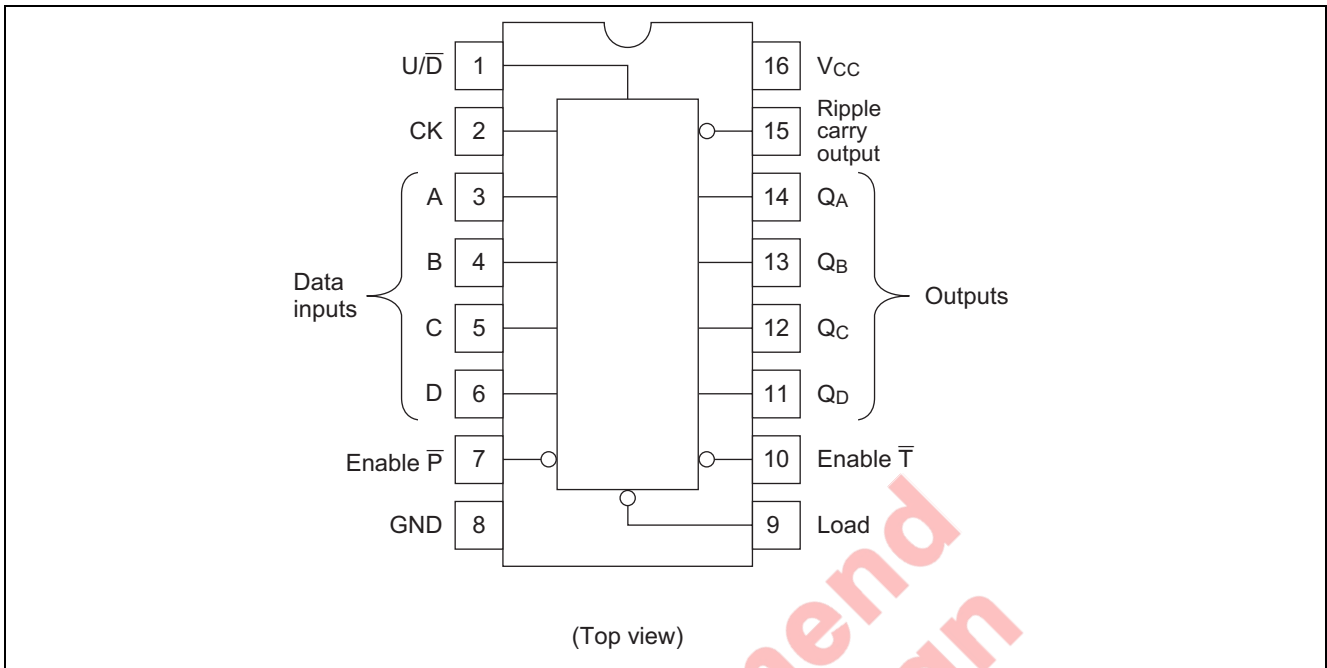 U/D̅ 1
16 VCC
CK 2
15 Ripple
carry
output
A 3
14 QA
B 4
13 QB
Data
inputs
Outputs
C 5
12 QC
D 6
11 QD
Enable P̅ 7
10 Enable T̅
GND 8
9 Load
(Top view)